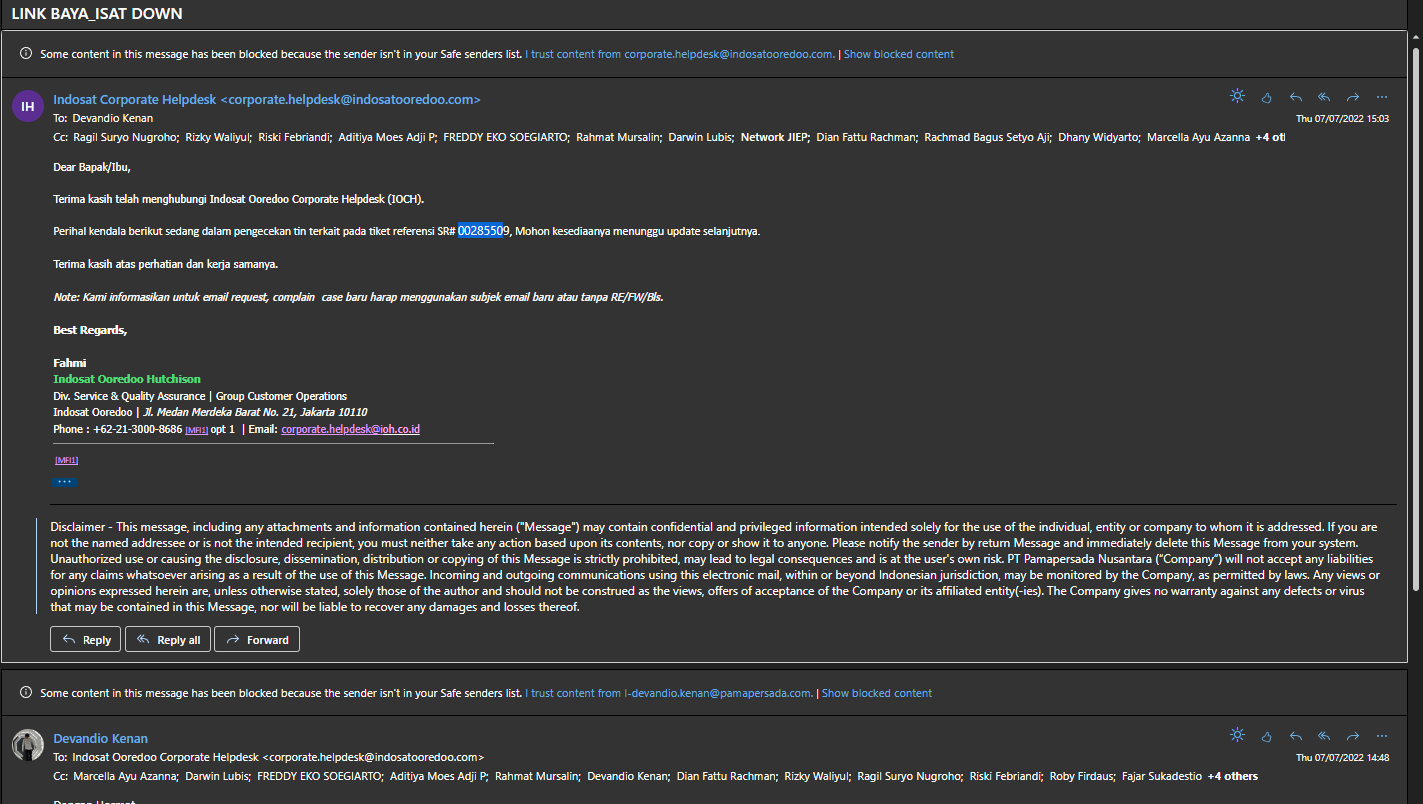 LINK BAYA_ISAT DOWN
Some content in this message has been blocked because the sender isn't in your Safe senders list. I trust content from corporate.helpdesk@indosatooredoo.com. | Show blocked content
IH
Indosat Corporate Helpdesk <corporate.helpdesk@indosatooredoo.com>
To: Devandio Kenan
Cc: Ragil Suryo Nugroho; Rizky Waliyul; Riski Febriandi; Aditiya Moes Adji P; FREDDY EKO SOEGIARTO; Rahmat Mursalin; Darwin Lubis; Network JIEP; Dian Fattu Rachman; Rachmad Bagus Setyo Aji; Dhany Widyarto; Marcella Ayu Azanna +4 otl
Thu 07/07/2022 15:03
Dear Bapak/Ibu,
Terima kasih telah menghubungi Indosat Ooredoo Corporate Helpdesk (IOCH).
Perihal kendala berikut sedang dalam pengecekan tin terkait pada tiket referensi SR# 00285509, Mohon kesediaanya menunggu update selanjutnya.
Terima kasih atas perhatian dan kerja samanya.
Note: Kami informasikan untuk email request, complain case baru harap menggunakan subjek email baru atau tanpa RE/FW/Bls.
Best Regards,
Fahmi
Indosat Ooredoo Hutchison
Div. Service & Quality Assurance | Group Customer Operations
Indosat Ooredoo | Jl. Medan Merdeka Barat No. 21, Jakarta 10110
Phone : +62-21-3000-8686 [MFI1] opt 1 | Email: corporate.helpdesk@ioh.co.id
[MFI1]
Disclaimer - This message, including any attachments and information contained herein ("Message") may contain confidential and privileged information intended solely for the use of the individual, entity or company to whom it is addressed. If you are
not the named addressee or is not the intended recipient, you must neither take any action based upon its contents, nor copy or show it to anyone. Please notify the sender by return Message and immediately delete this Message from your system.
Unauthorized use or causing the disclosure, dissemination, distribution or copying of this Message is strictly prohibited, may lead to legal consequences and is at the user's own risk. PT Pamapersada Nusantara ("Company") will not accept any liabilities
for any claims whatsoever arising as a result of the use of this Message. Incoming and outgoing communications using this electronic mail, within or beyond Indonesian jurisdiction, may be monitored by the Company, as permitted by laws. Any views or
opinions expressed herein are, unless otherwise stated, solely those of the author and should not be construed as the views, offers of acceptance of the Company or its affiliated entity(-ies). The Company gives no warranty against any defects or virus
that may be contained in this Message, nor will be liable to recover any damages and losses thereof.
Reply Reply all Forward
Some content in this message has been blocked because the sender isn't in your Safe senders list. I trust content from I-devandio.kenan@pamapersada.com. | Show blocked content
Devandio Kenan
To: Indosat Ooredoo Corporate Helpdesk <corporate.helpdesk@indosatooredoo.com>
Cc: Marcella Ayu Azanna; Darwin Lubis; FREDDY EKO SOEGIARTO; Aditiya Moes Adji P; Rahmat Mursalin; Devandio Kenan; Dian Fattu Rachman; Rizky Waliyul; Ragil Suryo Nugroho; Riski Febriandi; Roby Firdaus; Fajar Sukadestio +4 others
Thu 07/07/2022 14:48
Dengan Hormat